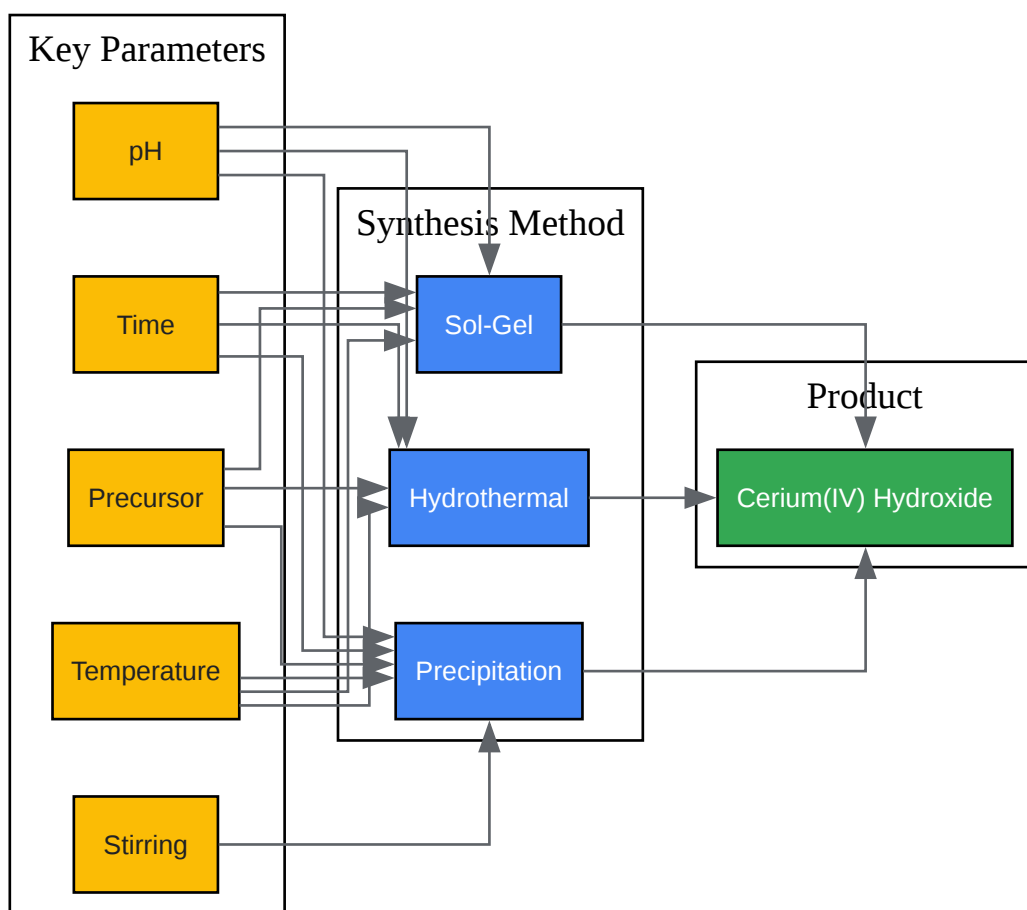 Key Parameters
pH
Time
Precursor
Temperature
Stirring
Synthesis Method
Sol-Gel
Hydrothermal
Precipitation
Product
Cerium(IV) Hydroxide